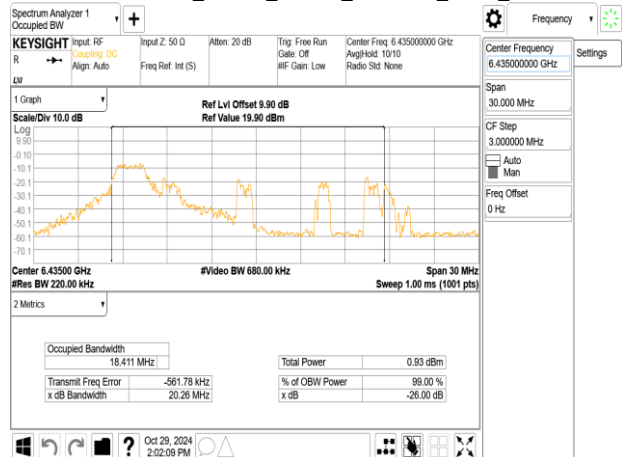 Spectrum Analyzer 1
Occupied BW
Frequency
KEYSIGHT
R
LXI
Input: RF
Coupling: DC
Align: Auto
Input Z: 50 Ω
Freq Ref: Int (S)
Atten: 20 dB
Trig: Free Run
Gate: Off
#IF Gain: Low
Center Freq: 6.435000000 GHz
Avg|Hold: 10/10
Radio Std: None
Center Frequency
6.435000000 GHz
Settings
Span
30.000 MHz
CF Step
3.000000 MHz
Auto
Man
Freq Offset
0 Hz
1 Graph
Scale/Div 10.0 dB
Ref Lvl Offset 9.90 dB
Ref Value 19.90 dBm
Log
9.90
-0.10
-10.1
-20.1
-30.1
-40.1
-50.1
-60.1
-70.1
Center 6.43500 GHz
#Video BW 680.00 kHz
Span 30 MHz
#Res BW 220.00 kHz
Sweep 1.00 ms (1001 pts)
2 Metrics
Occupied Bandwidth
18.411 MHz
Total Power 0.93 dBm
Transmit Freq Error -561.78 kHz
% of OBW Power 99.00 %
x dB Bandwidth 20.26 MHz
x dB -26.00 dB
?
Oct 29, 2024
2:02:09 PM